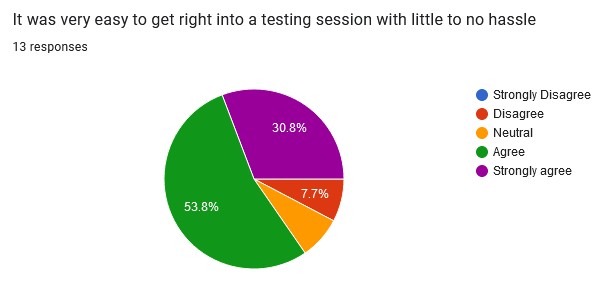 It was very easy to get right into a testing session with little to no hassle
13 responses
Strongly Disagree
Disagree
Neutral
Agree
Strongly agree
30.8%
7.7%
53.8%